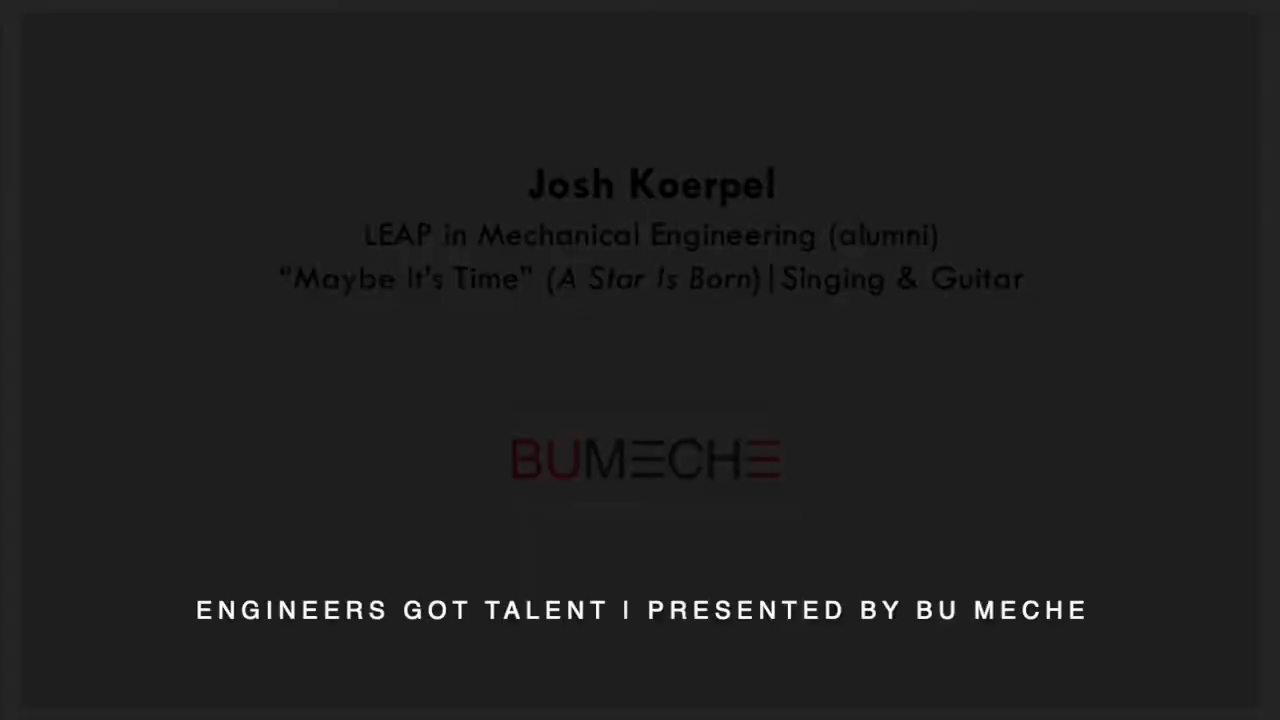 Josh Koerpel
LEAP in Mechanical Engineering (alumni)
“Maybe It's Time” (A Star Is Born)|Singing & Guitar
BUMECHE
ENGINEERS GOT TALENT | PRESENTED BY BU MECHE